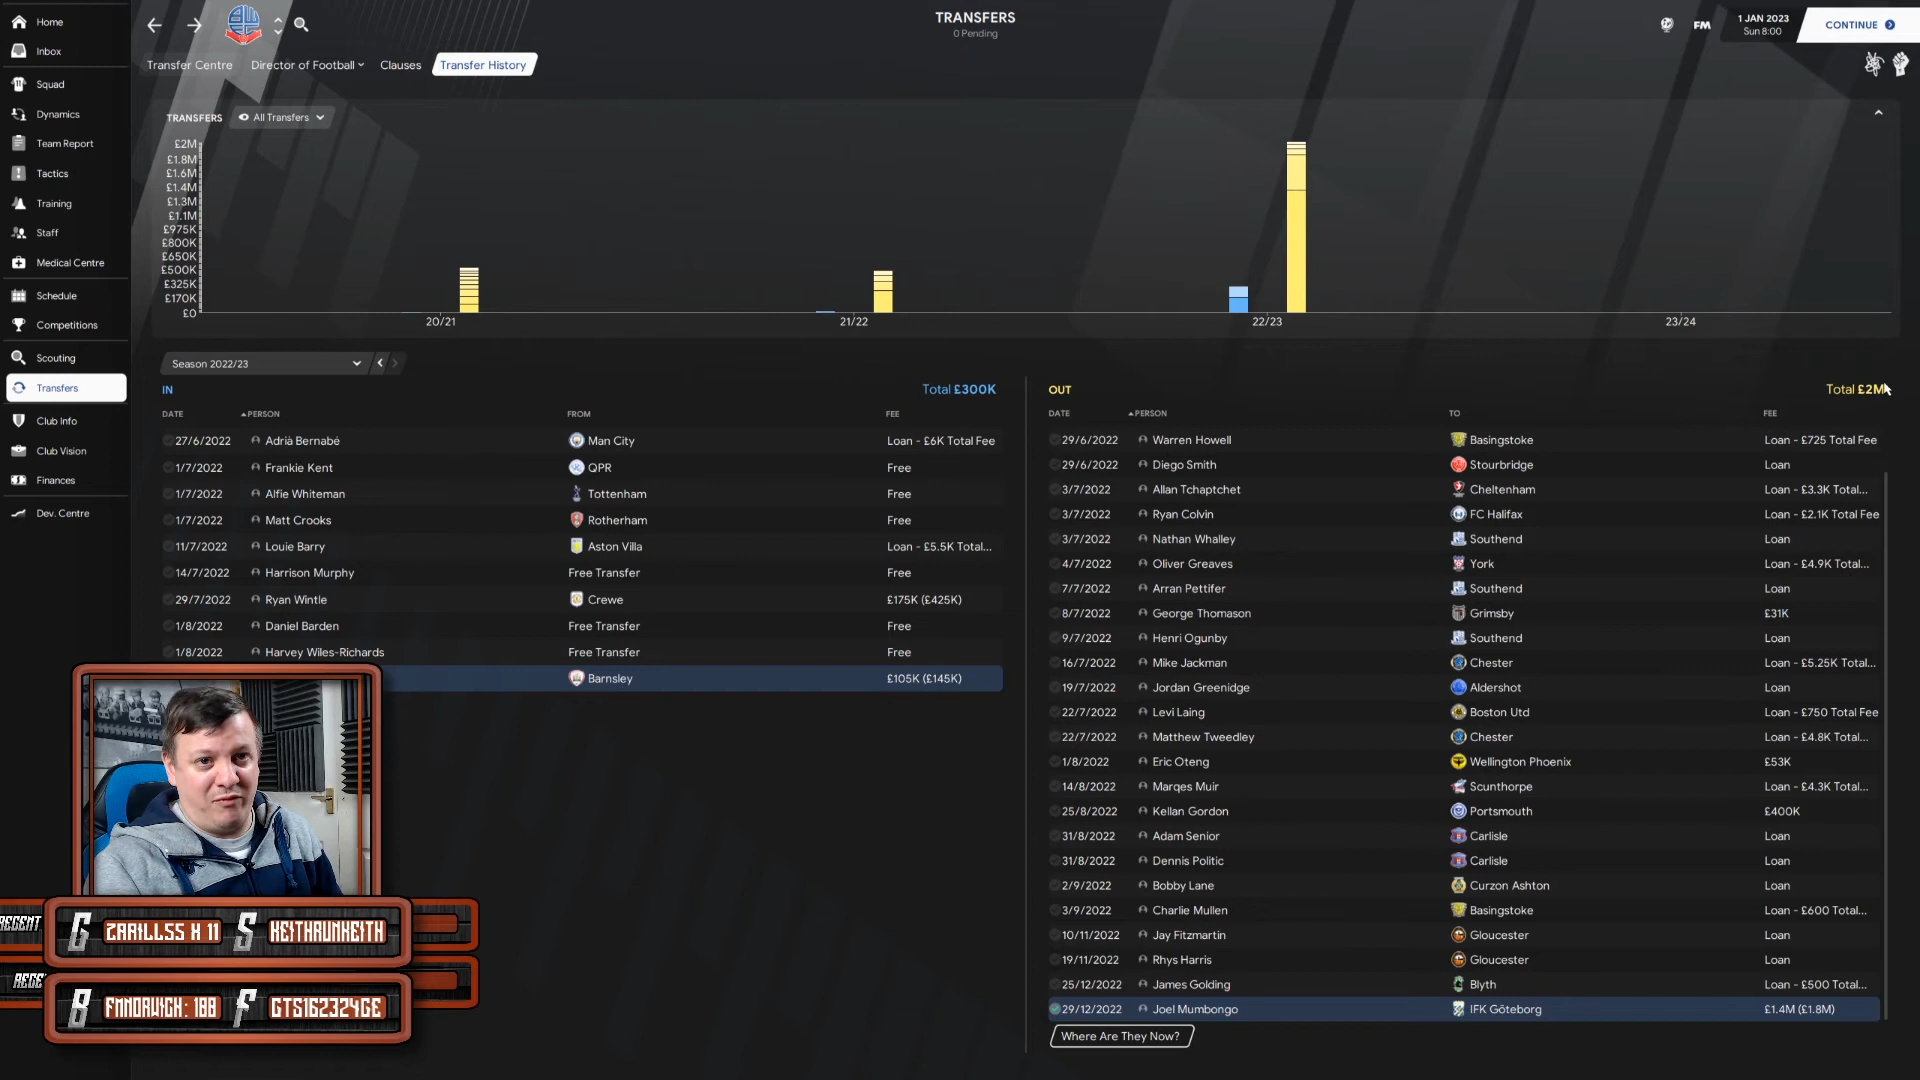 Home
Inbox
Squad
Dynamics
Team Report
Tactics
Training
Staff
Medical Centre
Schedule
Competitions
Scouting
Transfers
Club Info
Club Vision
Finances
Dev. Centre
TRANSFERS
0 Pending
FM
1 JAN 2023
Sun 8:00
CONTINUE
Transfer Centre
Director of Football
Clauses
Transfer History
TRANSFERS
All Transfers
£2M
£1.8M
£1.6M
£1.4M
£1.3M
£1.1M
£975K
£800K
£650K
£500K
£325K
£170K
£0
20/21
21/22
22/23
23/24
Season 2022/23
IN
Total £300K
DATE PERSON FROM FEE
27/6/2022 Adrià Bernabé Man City Loan - £6K Total Fee
1/7/2022 Frankie Kent QPR Free
1/7/2022 Alfie Whiteman Tottenham Free
1/7/2022 Matt Crooks Rotherham Free
11/7/2022 Louie Barry Aston Villa Loan - £5.5K Total...
14/7/2022 Harrison Murphy Free Transfer Free
29/7/2022 Ryan Wintle Crewe £175K (£425K)
1/8/2022 Daniel Barden Free Transfer Free
1/8/2022 Harvey Wiles-Richards Free Transfer Free
Barnsley £105K (£145K)
OUT
Total £2M
DATE PERSON TO FEE
29/6/2022 Warren Howell Basingstoke Loan - £725 Total Fee
29/6/2022 Diego Smith Stourbridge Loan
3/7/2022 Allan Tchaptchet Cheltenham Loan - £3.3K Total...
3/7/2022 Ryan Colvin FC Halifax Loan - £2.1K Total Fee
3/7/2022 Nathan Whalley Southend Loan
4/7/2022 Oliver Greaves York Loan - £4.9K Total...
7/7/2022 Arran Pettifer Southend Loan
8/7/2022 George Thomason Grimsby £31K
9/7/2022 Henri Ogunby Southend Loan
16/7/2022 Mike Jackman Chester Loan - £5.25K Total...
19/7/2022 Jordan Greenidge Aldershot Loan
22/7/2022 Levi Laing Boston Utd Loan - £750 Total Fee
22/7/2022 Matthew Tweedley Chester Loan - £4.8K Total...
1/8/2022 Eric Oteng Wellington Phoenix £53K
14/8/2022 Marqes Muir Scunthorpe Loan - £4.3K Total...
25/8/2022 Kellan Gordon Portsmouth £400K
31/8/2022 Adam Senior Carlisle Loan
31/8/2022 Dennis Politic Carlisle Loan
2/9/2022 Bobby Lane Curzon Ashton Loan
3/9/2022 Charlie Mullen Basingstoke Loan - £600 Total...
10/11/2022 Jay Fitzmartin Gloucester Loan
19/11/2022 Rhys Harris Gloucester Loan
25/12/2022 James Golding Blyth Loan - £500 Total...
29/12/2022 Joel Mumbongo IFK Göteborg £1.4M (£1.8M)
Where Are They Now?
RECENT G ZARILLSS X 11 S KEITHRUNKEITH
RECE B FMNORWICH: 188 F GTS162324GE